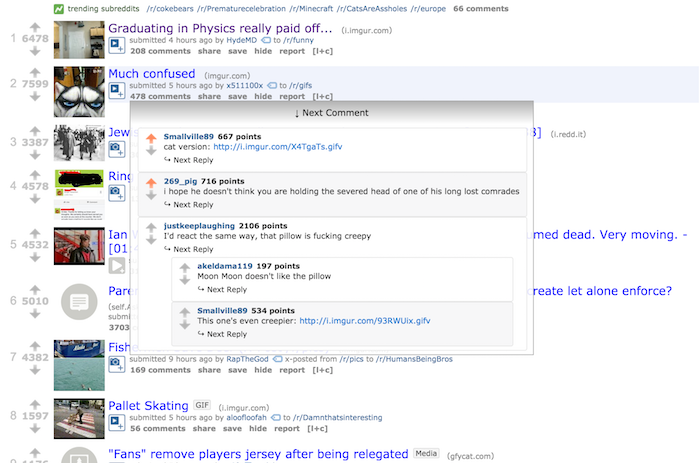 trending subreddits /r/cokebears /r/Prematurecelebration /r/Minecraft /r/CatsAreAssholes /r/europe 66 comments
1 6478 Graduating in Physics really paid off... (i.imgur.com)
submitted 4 hours ago by HydeMD to /r/funny
208 comments share save hide report [l+c]
2 7599 Much confused (imgur.com)
submitted 5 hours ago by x511100x to /r/gifs
478 comments share save hide report [l+c]
↓ Next Comment
Smallville89 667 points
cat version: http://i.imgur.com/X4TgaTs.gifv
↪ Next Reply
269_pig 716 points
i hope he doesn't think you are holding the severed head of one of his long lost comrades
↪ Next Reply
justkeeplaughing 2106 points
I'd react the same way, that pillow is fucking creepy
↪ Next Reply
akeldama119 197 points
Moon Moon doesn't like the pillow
↪ Next Reply
Smallville89 534 points
This one's even creepier: http://i.imgur.com/93RWUix.gifv
↪ Next Reply
3 3387 Jew 3] (i.redd.it)
4 4578 Ring
5 4532 Ian W umed dead. Very moving. -
[01:4
6 5010 Pare create let alone enforce?
(self.A
submi
3703
7 4382 Fishe
submitted 9 hours ago by RapTheGod x-posted from /r/pics to /r/HumansBeingBros
169 comments share save hide report [l+c]
8 1597 Pallet Skating GIF (i.imgur.com)
submitted 5 hours ago by aloofloofah to /r/Damnthatsinteresting
56 comments share save hide report [l+c]
"Fans" remove players jersey after being relegated Media (gfycat.com)